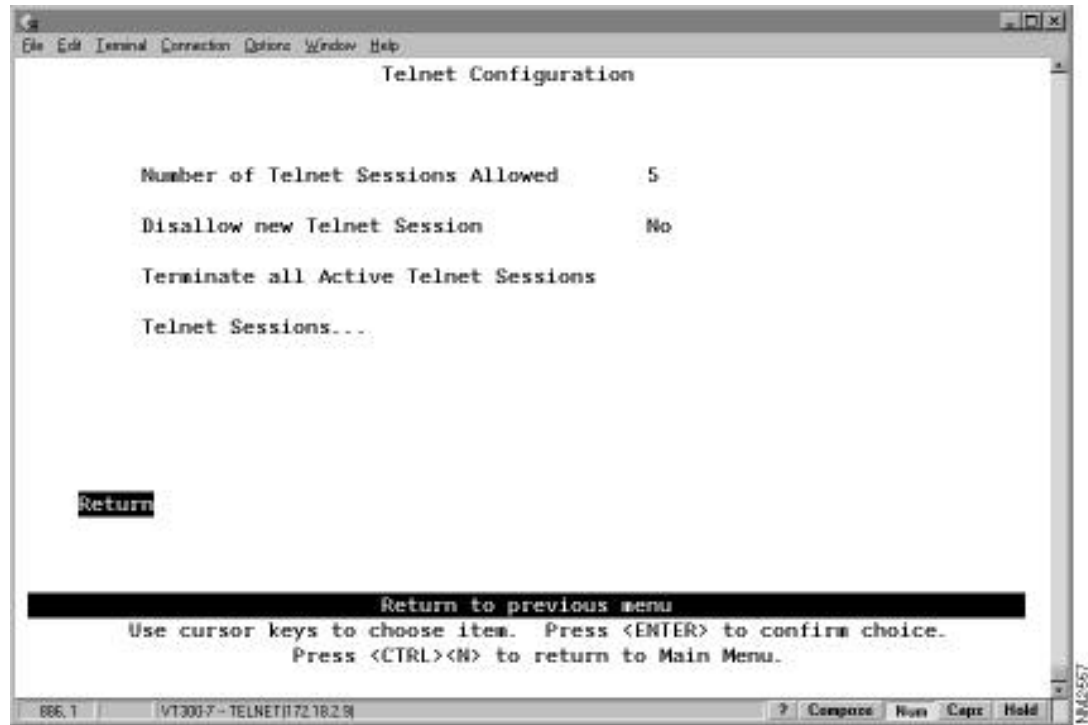 File Edit Terminal Connection Options Window Help
Telnet Configuration
Number of Telnet Sessions Allowed 5
Disallow new Telnet Session No
Terminate all Active Telnet Sessions
Telnet Sessions...
Return
Return to previous menu
Use cursor keys to choose item. Press <ENTER> to confirm choice.
Press <CTRL><N> to return to Main Menu.
886, 1 VT300-7 -- TELNET(172.18.2.9) ? Compose Num Caps Hold